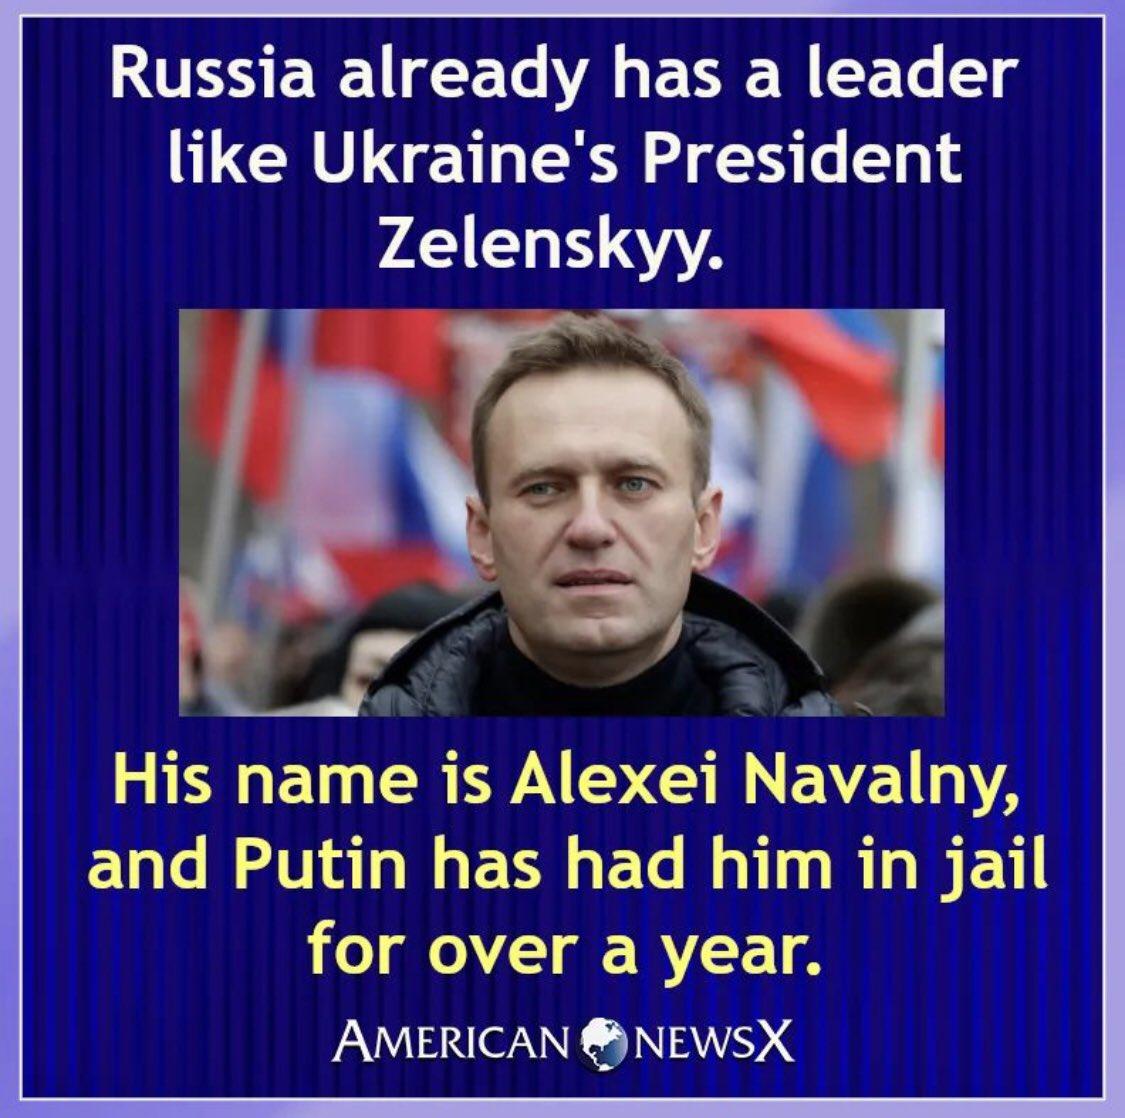 Russia already has a leader
like Ukraine's President
Zelenskyy.
His name is Alexei Navalny,
and Putin has had him in jail
for over a year.
AMERICAN NEWSX